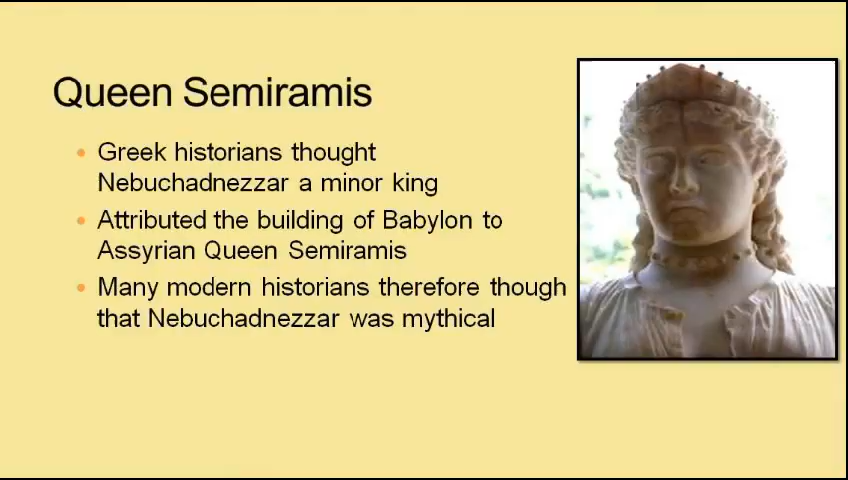 Queen Semiramis
• Greek historians thought
Nebuchadnezzar a minor king
• Attributed the building of Babylon to
Assyrian Queen Semiramis
• Many modern historians therefore though
that Nebuchadnezzar was mythical